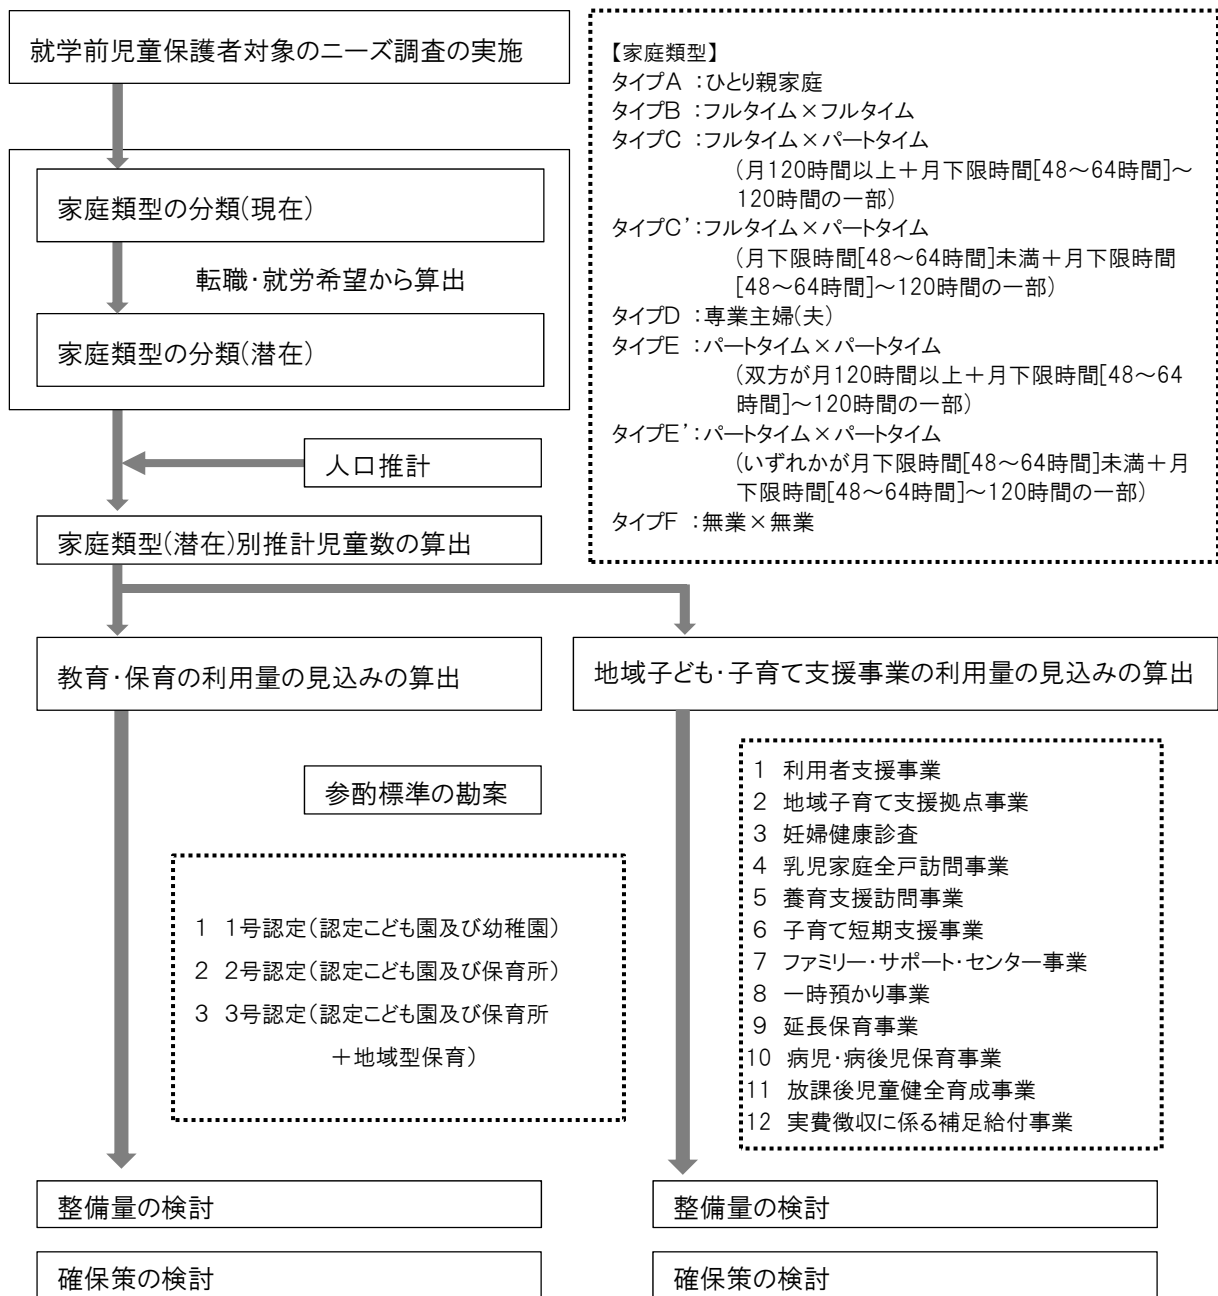 就学前児童保護者対象のニーズ調査の実施
家庭類型の分類(現在)
転職・就労希望から算出
家庭類型の分類(潜在)
人口推計
家庭類型(潜在)別推計児童数の算出
【家庭類型】
タイプA ：ひとり親家庭
タイプB ：フルタイム×フルタイム
タイプC ：フルタイム×パートタイム
（月120時間以上＋月下限時間[48～64時間]～
120時間の一部）
タイプC’：フルタイム×パートタイム
（月下限時間[48～64時間]未満＋月下限時間
[48～64時間]～120時間の一部）
タイプD ：専業主婦(夫)
タイプE ：パートタイム×パートタイム
（双方が月120時間以上＋月下限時間[48～64
時間]～120時間の一部）
タイプE’：パートタイム×パートタイム
（いずれかが月下限時間[48～64時間]未満＋月
下限時間[48～64時間]～120時間の一部）
タイプF ：無業×無業
教育・保育の利用量の見込みの算出
参酌標準の勘案
1 1号認定（認定こども園及び幼稚園）
2 2号認定（認定こども園及び保育所）
3 3号認定（認定こども園及び保育所
＋地域型保育）
整備量の検討
確保策の検討
地域子ども・子育て支援事業の利用量の見込みの算出
1 利用者支援事業
2 地域子育て支援拠点事業
3 妊婦健康診査
4 乳児家庭全戸訪問事業
5 養育支援訪問事業
6 子育て短期支援事業
7 ファミリー・サポート・センター事業
8 一時預かり事業
9 延長保育事業
10 病児・病後児保育事業
11 放課後児童健全育成事業
12 実費徴収に係る補足給付事業
整備量の検討
確保策の検討